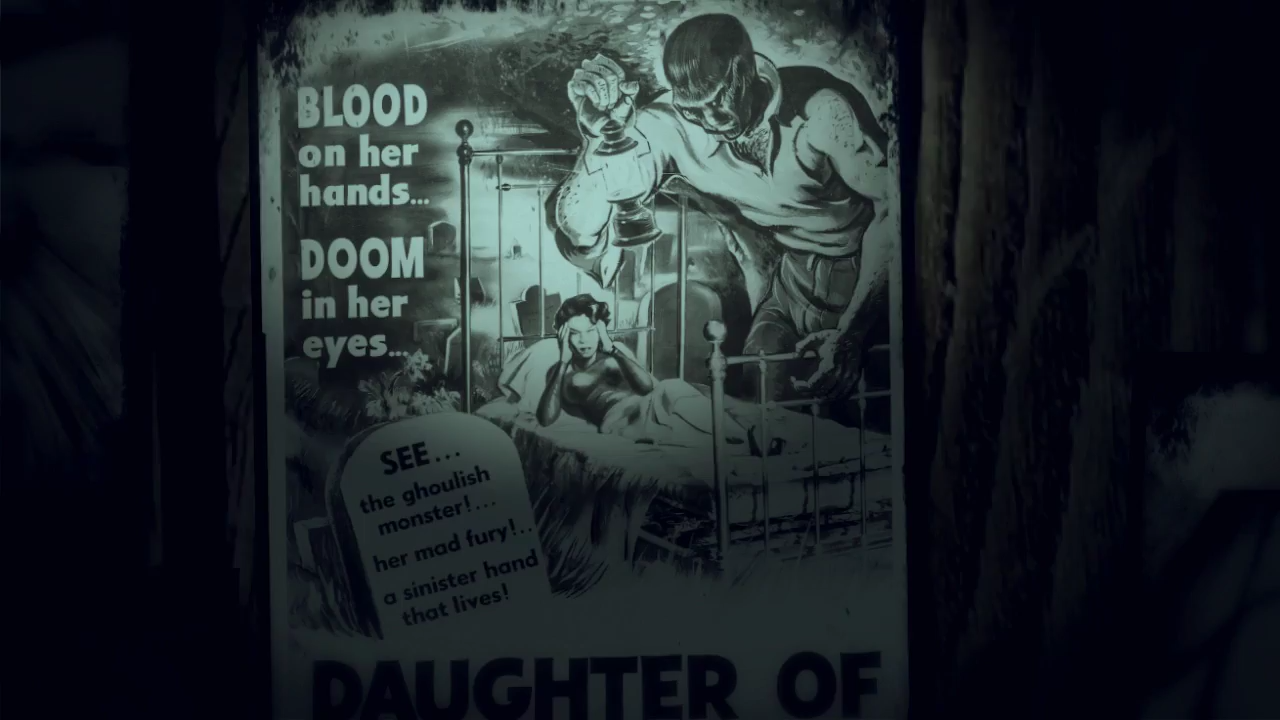 BLOOD
on her
hands...
DOOM
in her
eyes...
SEE...
the ghoulish
monster!...
her mad fury!..
a sinister hand
that lives!
DAUGHTER OF